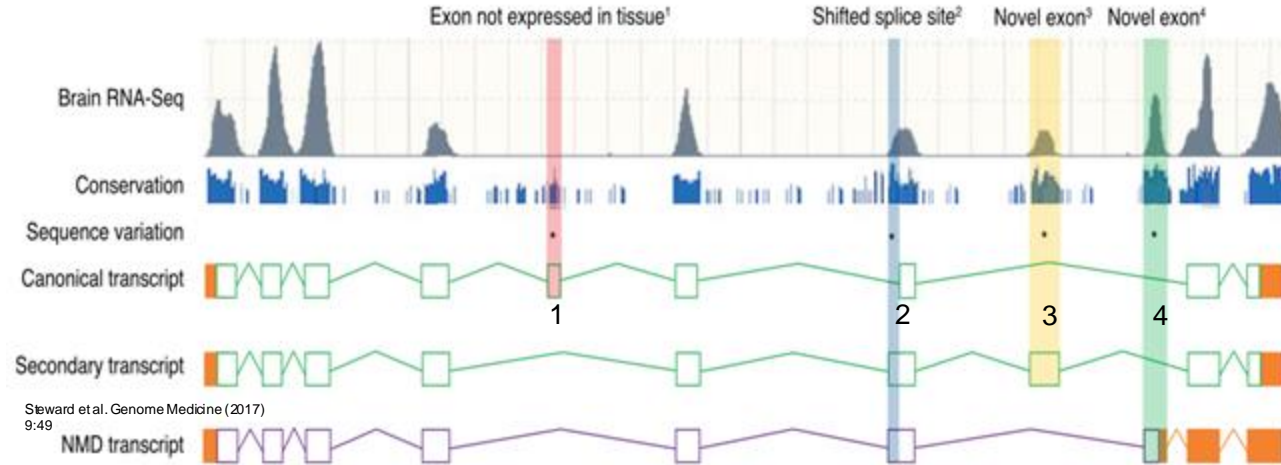 Exon not expressed in tissue¹ Shifted splice site² Novel exon³ Novel exon⁴
Brain RNA-Seq
Conservation
Sequence variation
Canonical transcript
1 2 3 4
Secondary transcript
Steward et al. Genome Medicine (2017)
9:49
NMD transcript